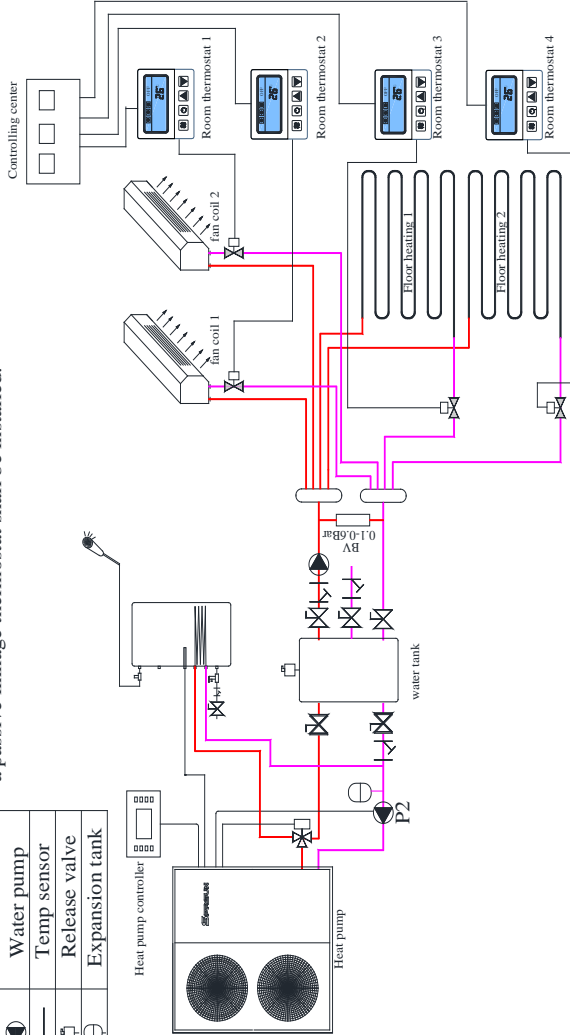 Controlling center
Room thermostat 1
Room thermostat 2
Room thermostat 3
Room thermostat 4
fan coil 2
fan coil 1
Floor heating 1
Floor heating 2
0.1-0.6Bar
BV
water tank
P2
Heat pump controller
Heat pump
Water pump
Temp sensor
Release valve
Expansion tank